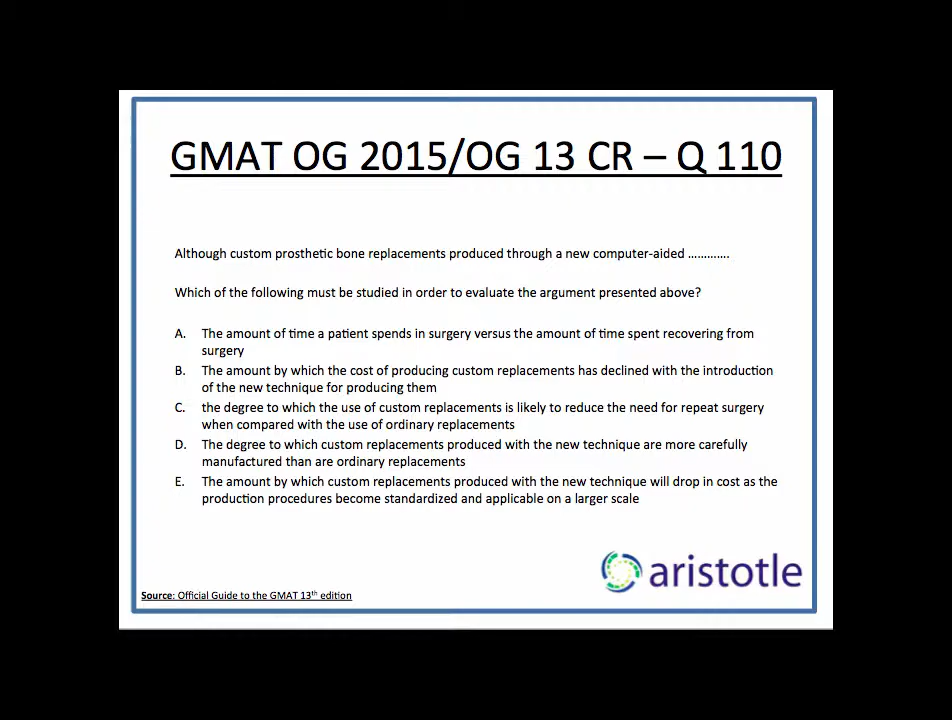 GMAT OG 2015/OG 13 CR – Q 110
Although custom prosthetic bone replacements produced through a new computer-aided .............
Which of the following must be studied in order to evaluate the argument presented above?
A. The amount of time a patient spends in surgery versus the amount of time spent recovering from
surgery
B. The amount by which the cost of producing custom replacements has declined with the introduction
of the new technique for producing them
C. the degree to which the use of custom replacements is likely to reduce the need for repeat surgery
when compared with the use of ordinary replacements
D. The degree to which custom replacements produced with the new technique are more carefully
manufactured than are ordinary replacements
E. The amount by which custom replacements produced with the new technique will drop in cost as the
production procedures become standardized and applicable on a larger scale
aristotle
Source: Official Guide to the GMAT 13th edition